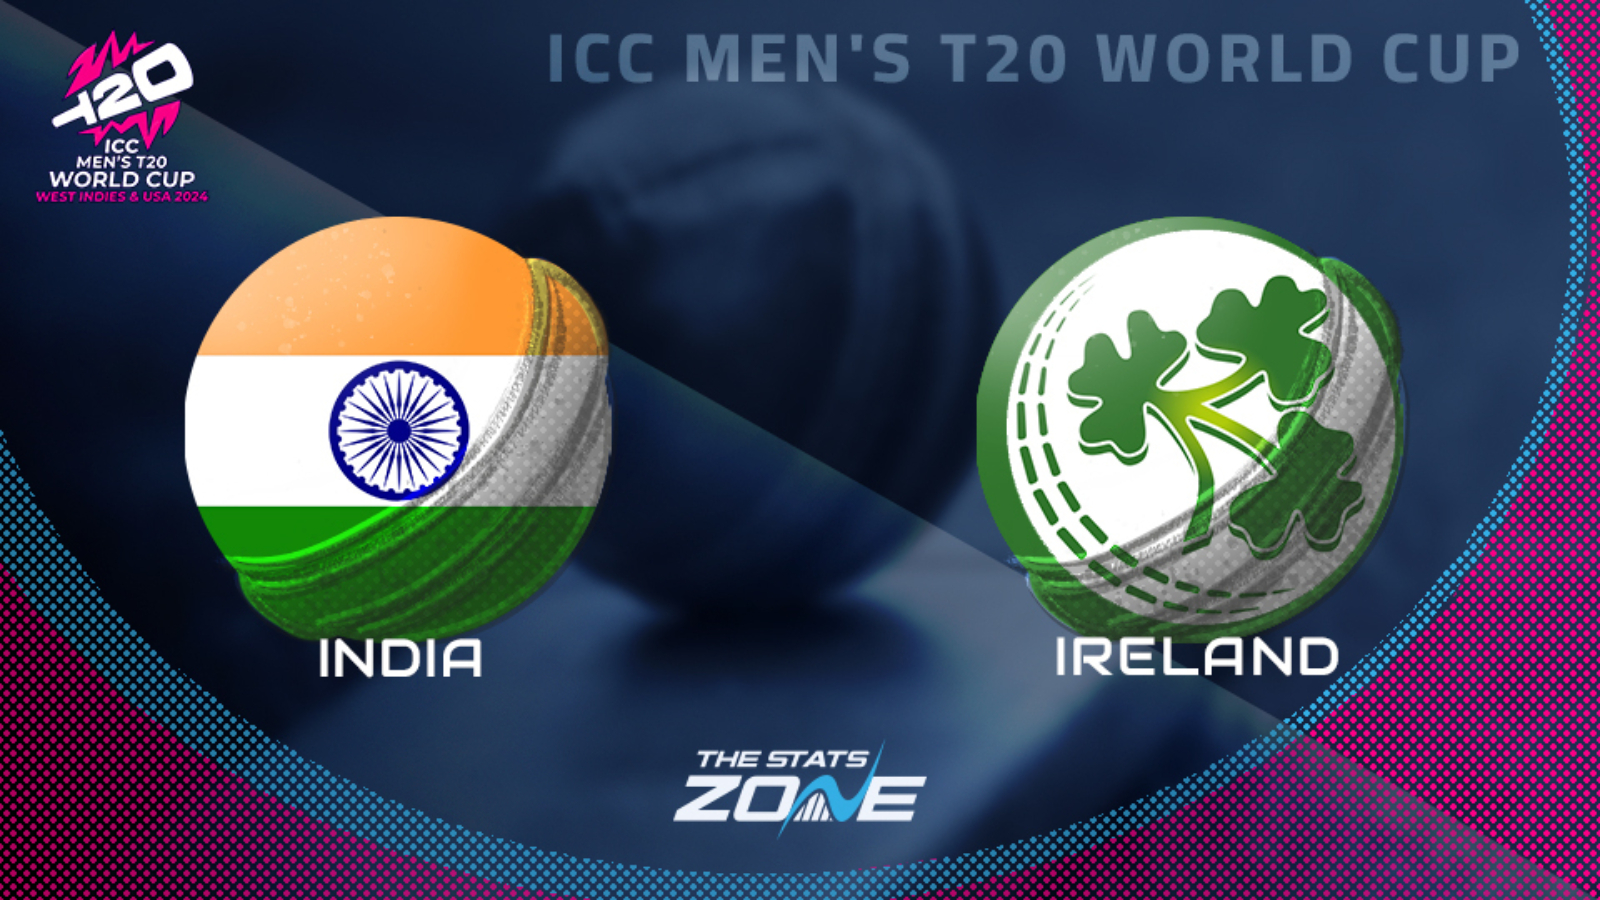 ICC MEN'S T20 WORLD CUP
T20
ICC
MEN'S T20
WORLD CUP
WEST INDIES & USA 2024
INDIA
IRELAND
THE STATS
ZONE